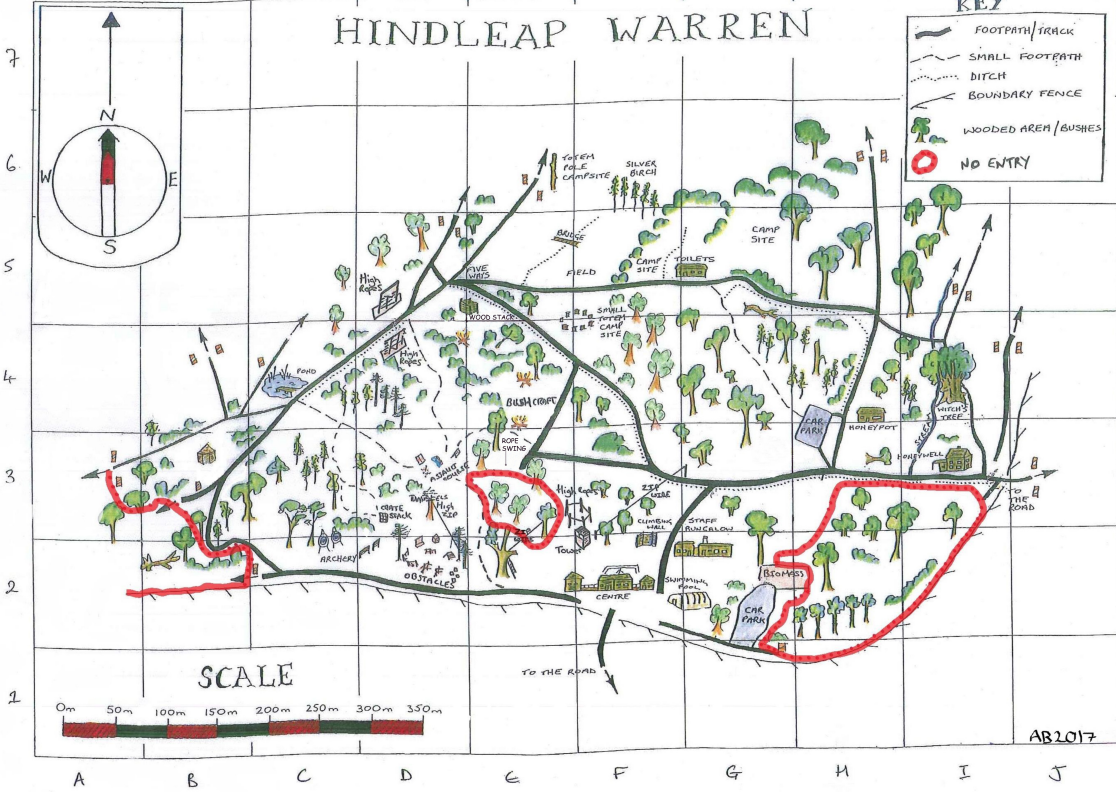 HINDLEAP WARREN
KEY
FOOTPATH/TRACK
SMALL FOOTPATH
DITCH
BOUNDARY FENCE
WOODED AREA/BUSHES
NO ENTRY
N
W
E
S
7
6
5
4
3
2
1
TOTEM
POLE
CAMPSITE
SILVER
BIRCH
BRIDGE
CAMP
SITE
FIELD
CAMP
SITE
TOILETS
FIVE
WAYS
High
Ropes
WOOD STACK
SMALL
TOTEM
CAMP
SITE
High
Ropes
POND
BUSHCRAFT
CAR
PARK
HONEYPOT
WITCH'S
TREE
STREAM
HONEYWELL
ROPE
SWING
TO
THE
ROAD
High Ropes
ZIP
WIRE
CRATE
STACK
High
ZIP
CLIMBING
WALL
STAFF
BUNGALOW
ZIP
WIRE
Tower
ARCHERY
OBSTACLES
CENTRE
SWIMMING
POOL
BIOMASS
CAR
PARK
TO THE ROAD
SCALE
0m 50m 100m 150m 200m 250m 300m 350m
AB2017
A B C D E F G H I J